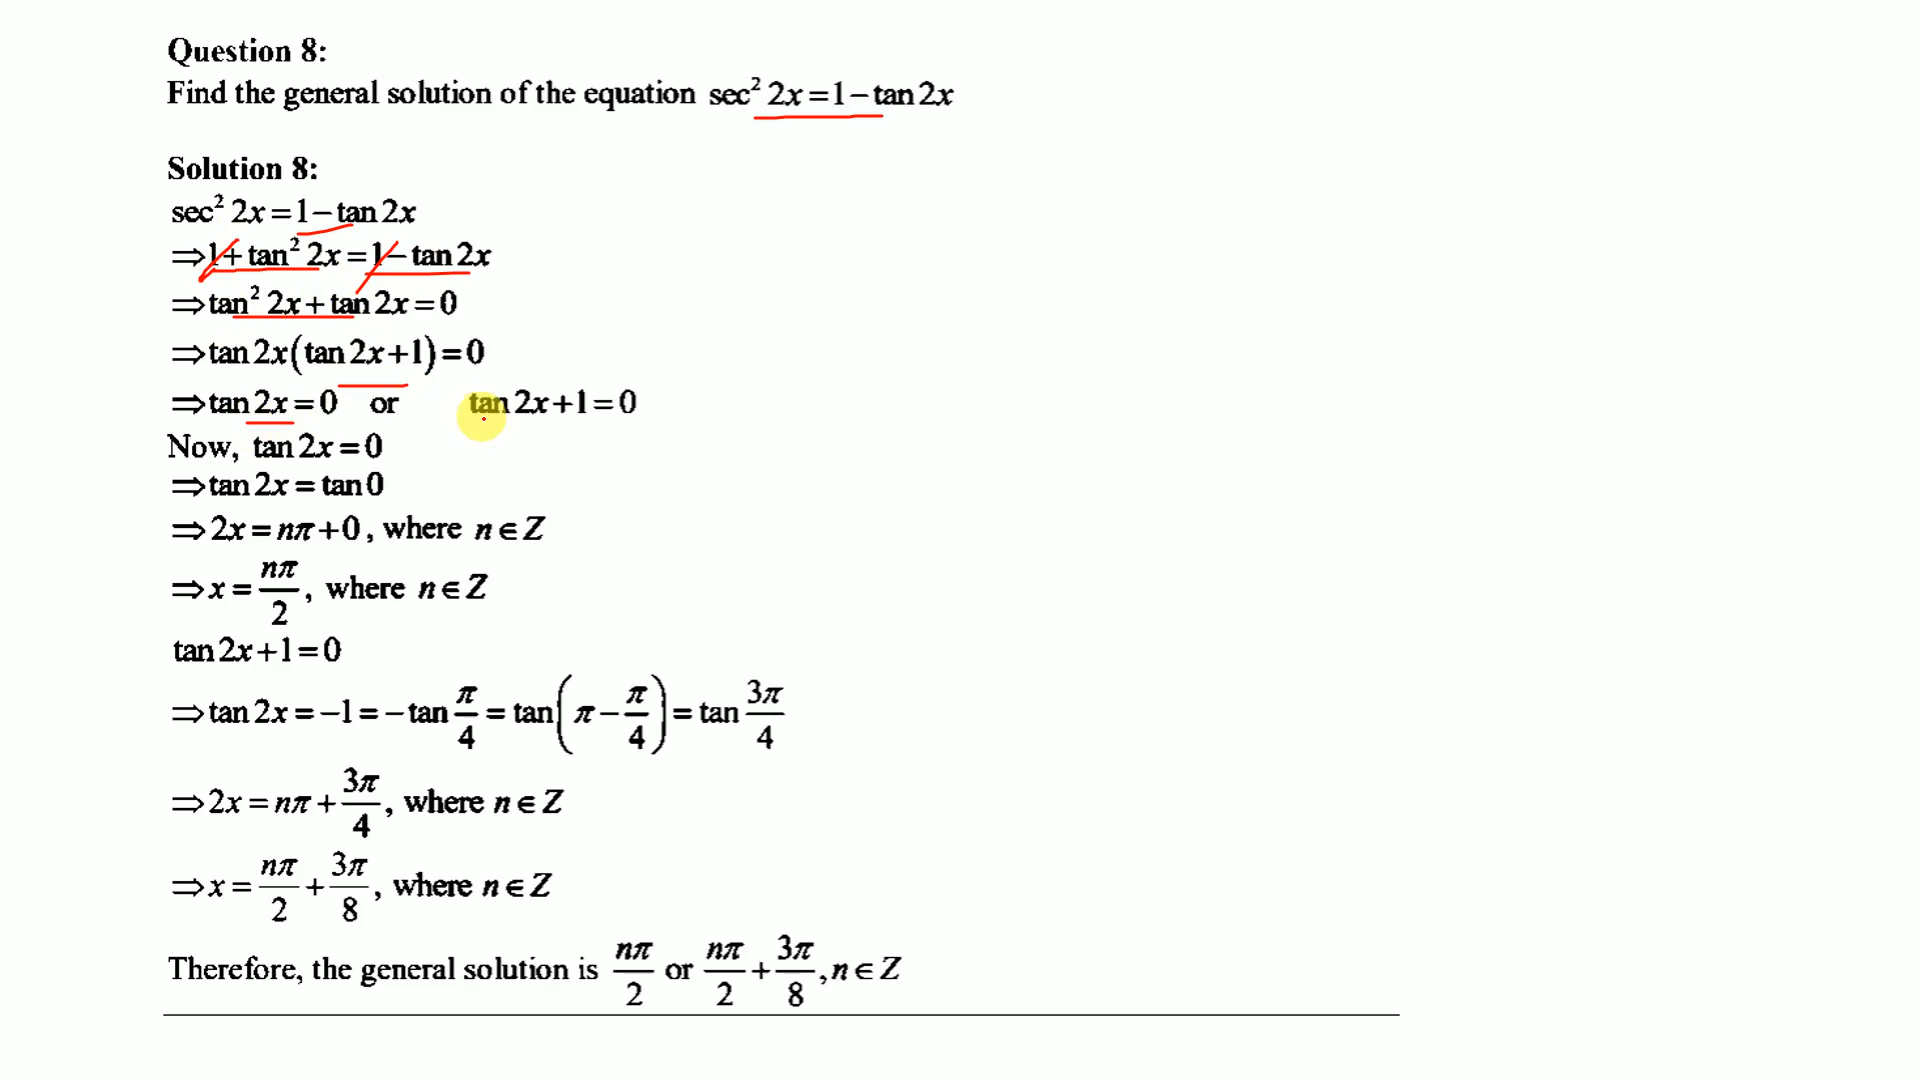 Question 8:
Find the general solution of the equation sec² 2x = 1 − tan 2x
Solution 8:
sec² 2x = 1 − tan 2x
⇒ 1 + tan² 2x = 1 − tan 2x
⇒ tan² 2x + tan 2x = 0
⇒ tan 2x (tan 2x + 1) = 0
⇒ tan 2x = 0 or tan 2x + 1 = 0
Now, tan 2x = 0
⇒ tan 2x = tan 0
⇒ 2x = nπ + 0, where n ∈ Z
⇒ x = nπ/2, where n ∈ Z
tan 2x + 1 = 0
⇒ tan 2x = −1 = −tan π/4 = tan(π − π/4) = tan 3π/4
⇒ 2x = nπ + 3π/4, where n ∈ Z
⇒ x = nπ/2 + 3π/8, where n ∈ Z
Therefore, the general solution is nπ/2 or nπ/2 + 3π/8, n ∈ Z